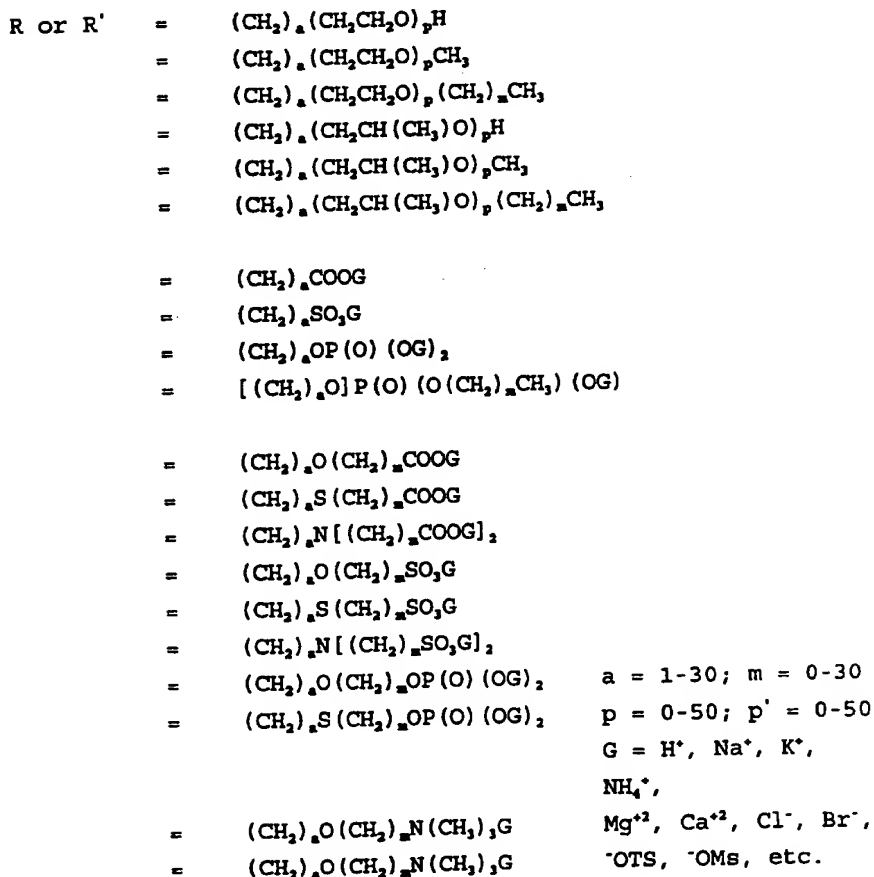 R or R' = (CH₂)ₐ(CH₂CH₂O)ₚH
= (CH₂)ₐ(CH₂CH₂O)ₚCH₃
= (CH₂)ₐ(CH₂CH₂O)ₚ(CH₂)ₘCH₃
= (CH₂)ₐ(CH₂CH(CH₃)O)ₚH
= (CH₂)ₐ(CH₂CH(CH₃)O)ₚCH₃
= (CH₂)ₐ(CH₂CH(CH₃)O)ₚ(CH₂)ₘCH₃
= (CH₂)ₐCOOG
= (CH₂)ₐSO₃G
= (CH₂)ₐOP(O)(OG)₂
= [(CH₂)ₐO]P(O)(O(CH₂)ₘCH₃)(OG)
= (CH₂)ₐO(CH₂)ₘCOOG
= (CH₂)ₐS(CH₂)ₘCOOG
= (CH₂)ₐN[(CH₂)ₘCOOG]₂
= (CH₂)ₐO(CH₂)ₘSO₃G
= (CH₂)ₐS(CH₂)ₘSO₃G
= (CH₂)ₐN[(CH₂)ₘSO₃G]₂
= (CH₂)ₐO(CH₂)ₘOP(O)(OG)₂ a = 1-30; m = 0-30
= (CH₂)ₐS(CH₂)ₘOP(O)(OG)₂ p = 0-50; p' = 0-50
G = H⁺, Na⁺, K⁺,
NH₄⁺,
= (CH₂)ₐO(CH₂)ₘN(CH₃)₃G Mg⁺², Ca⁺², Cl⁻, Br⁻,
= (CH₂)ₐO(CH₂)ₘN(CH₃)₃G ⁻OTS, ⁻OMs, etc.